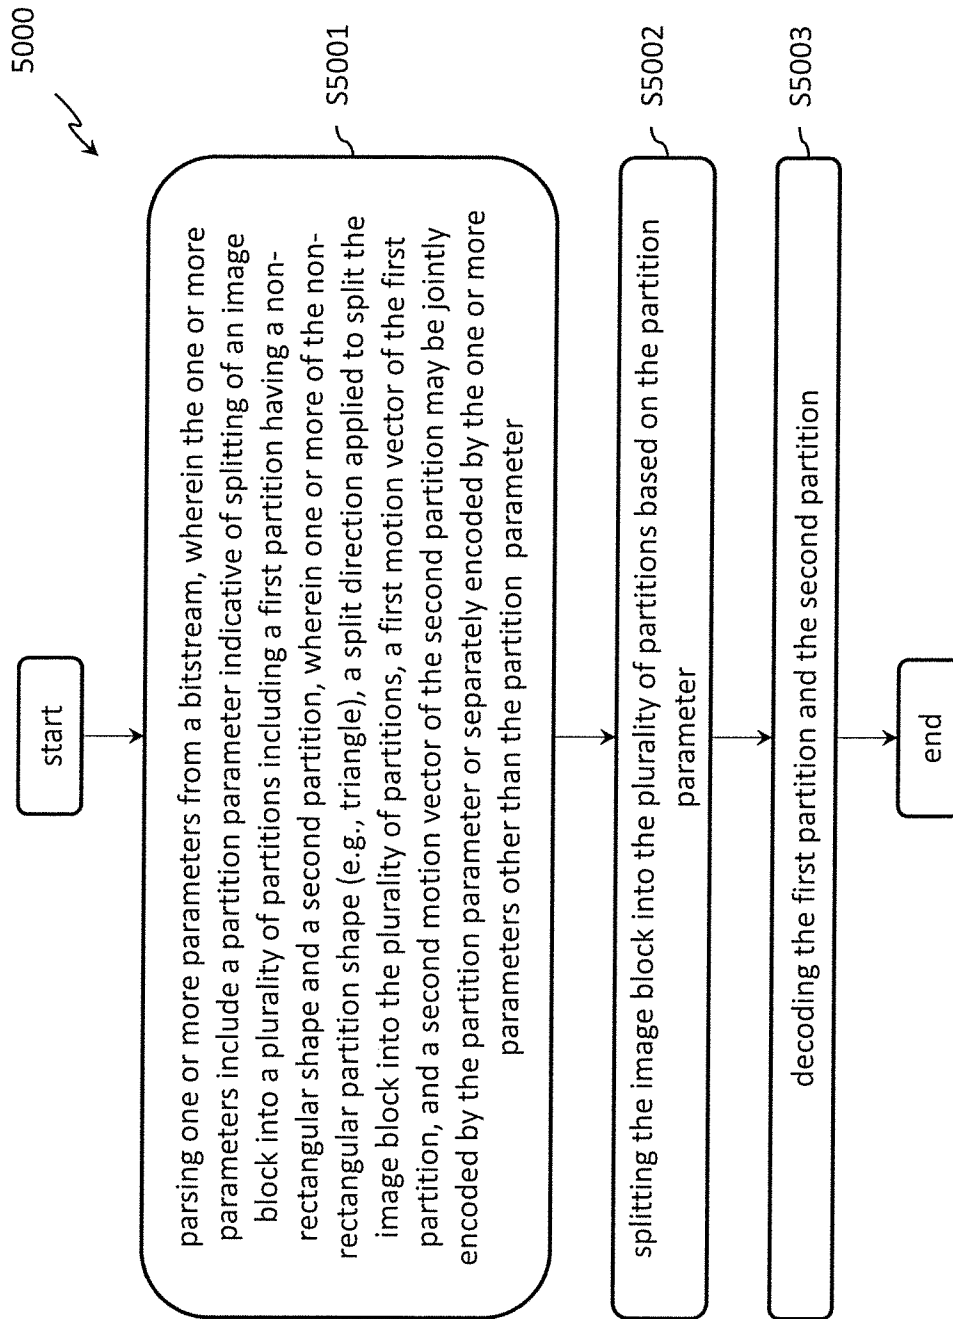 5000
start
parsing one or more parameters from a bitstream, wherein the one or more
parameters include a partition parameter indicative of splitting of an image
block into a plurality of partitions including a first partition having a non-
rectangular shape and a second partition, wherein one or more of the non-
rectangular partition shape (e.g., triangle), a split direction applied to split the
image block into the plurality of partitions, a first motion vector of the first
partition, and a second motion vector of the second partition may be jointly
encoded by the partition parameter or separately encoded by the one or more
parameters other than the partition parameter
S5001
splitting the image block into the plurality of partitions based on the partition
parameter
S5002
decoding the first partition and the second partition
S5003
end